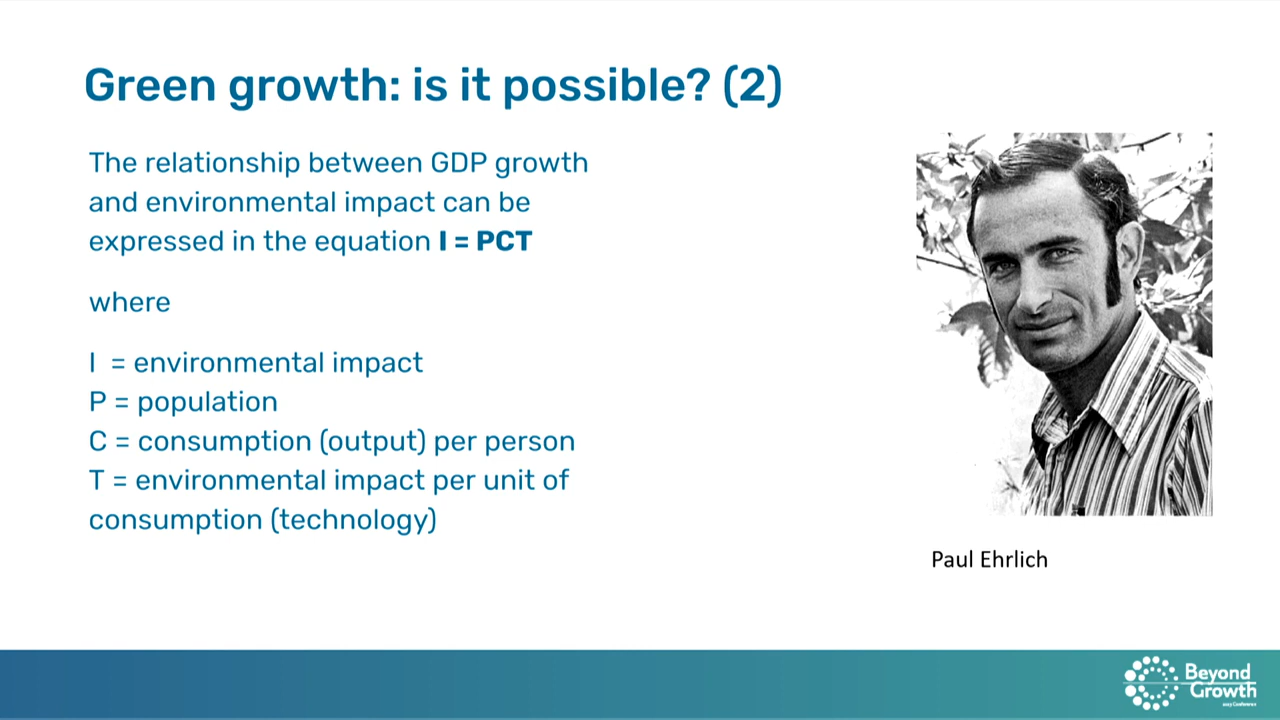 Green growth: is it possible? (2)
The relationship between GDP growth
and environmental impact can be
expressed in the equation I = PCT
where
I = environmental impact
P = population
C = consumption (output) per person
T = environmental impact per unit of
consumption (technology)
Paul Ehrlich
Beyond
Growth
2023 Conference